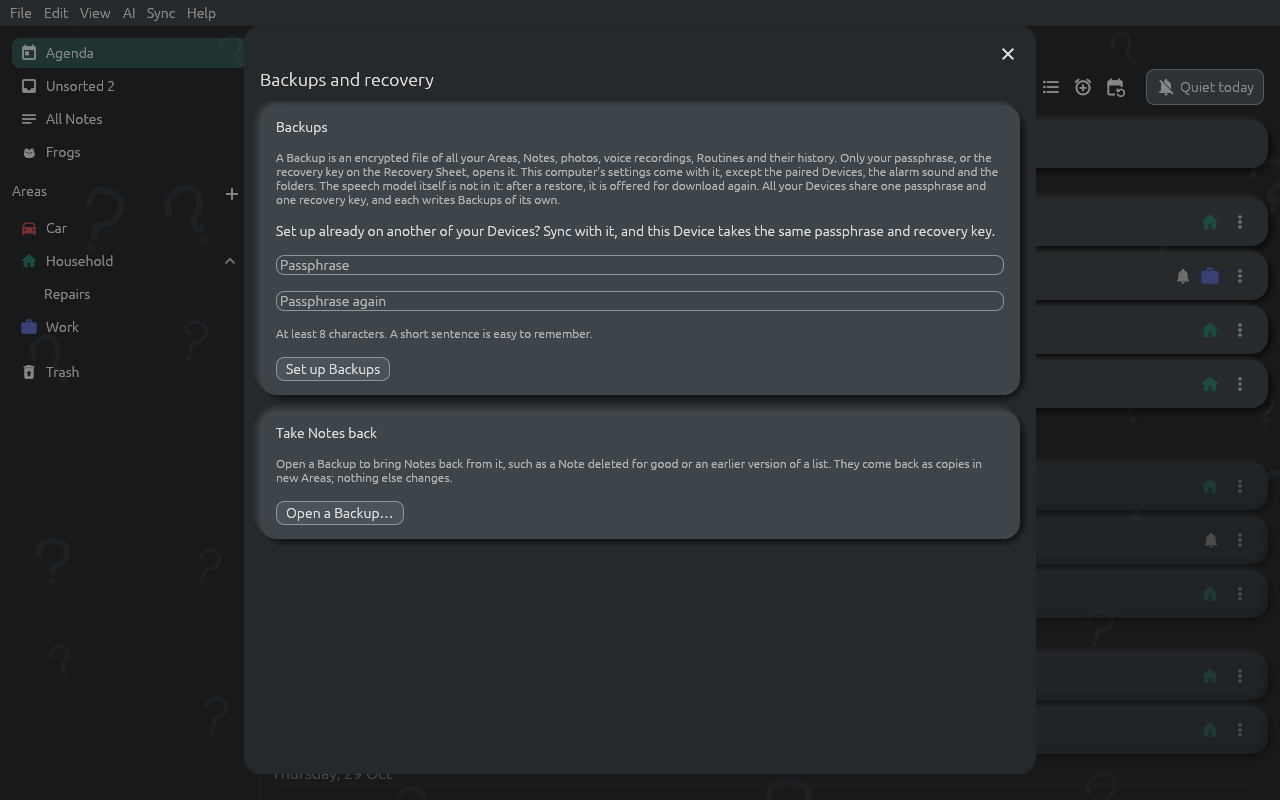 File Edit View AI Sync Help
Agenda
Unsorted 2
All Notes
Frogs
Areas
Car
Household
Repairs
Work
Trash
Quiet today
Backups and recovery
Backups
A Backup is an encrypted file of all your Areas, Notes, photos, voice recordings, Routines and their history. Only your passphrase, or the
recovery key on the Recovery Sheet, opens it. This computer's settings come with it, except the paired Devices, the alarm sound and the
folders. The speech model itself is not in it: after a restore, it is offered for download again. All your Devices share one passphrase and
one recovery key, and each writes Backups of its own.
Set up already on another of your Devices? Sync with it, and this Device takes the same passphrase and recovery key.
Passphrase
Passphrase again
At least 8 characters. A short sentence is easy to remember.
Set up Backups
Take Notes back
Open a Backup to bring Notes back from it, such as a Note deleted for good or an earlier version of a list. They come back as copies in
new Areas; nothing else changes.
Open a Backup…
Thursday, 29 Oct